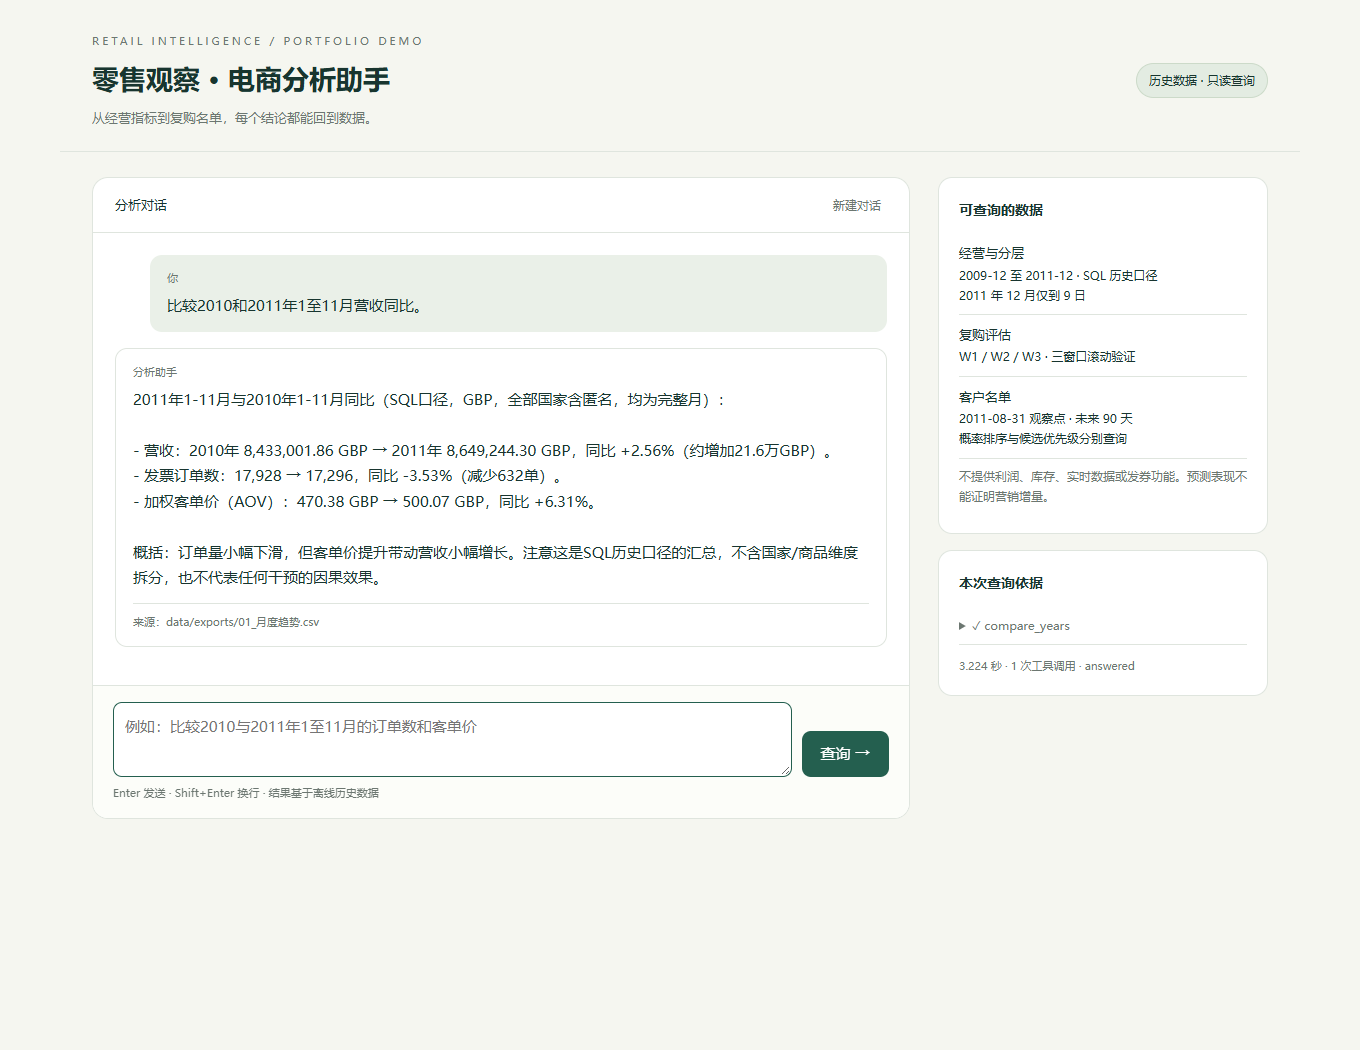 RETAIL INTELLIGENCE / PORTFOLIO DEMO
零售观察 • 电商分析助手
从经营指标到复购名单，每个结论都能回到数据。
历史数据 · 只读查询
分析对话
新建对话
你
比较2010和2011年1至11月营收同比。
分析助手
2011年1-11月与2010年1-11月同比（SQL口径，GBP，全部国家含匿名，均为完整月）：
- 营收：2010年 8,433,001.86 GBP → 2011年 8,649,244.30 GBP，同比 +2.56%（约增加21.6万GBP）。
- 发票订单数：17,928 → 17,296，同比 -3.53%（减少632单）。
- 加权客单价（AOV）：470.38 GBP → 500.07 GBP，同比 +6.31%。
概括：订单量小幅下滑，但客单价提升带动营收小幅增长。注意这是SQL历史口径的汇总，不含国家/商品维度
拆分，也不代表任何干预的因果效果。
来源：data/exports/01_月度趋势.csv
例如：比较2010与2011年1至11月的订单数和客单价
查询 →
Enter 发送 · Shift+Enter 换行 · 结果基于离线历史数据
可查询的数据
经营与分层
2009-12 至 2011-12 · SQL 历史口径
2011 年 12 月仅到 9 日
复购评估
W1 / W2 / W3 · 三窗口滚动验证
客户名单
2011-08-31 观察点 · 未来 90 天
概率排序与候选优先级分别查询
不提供利润、库存、实时数据或发券功能。预测表现不
能证明营销增量。
本次查询依据
▶ ✓ compare_years
3.224 秒 · 1 次工具调用 · answered